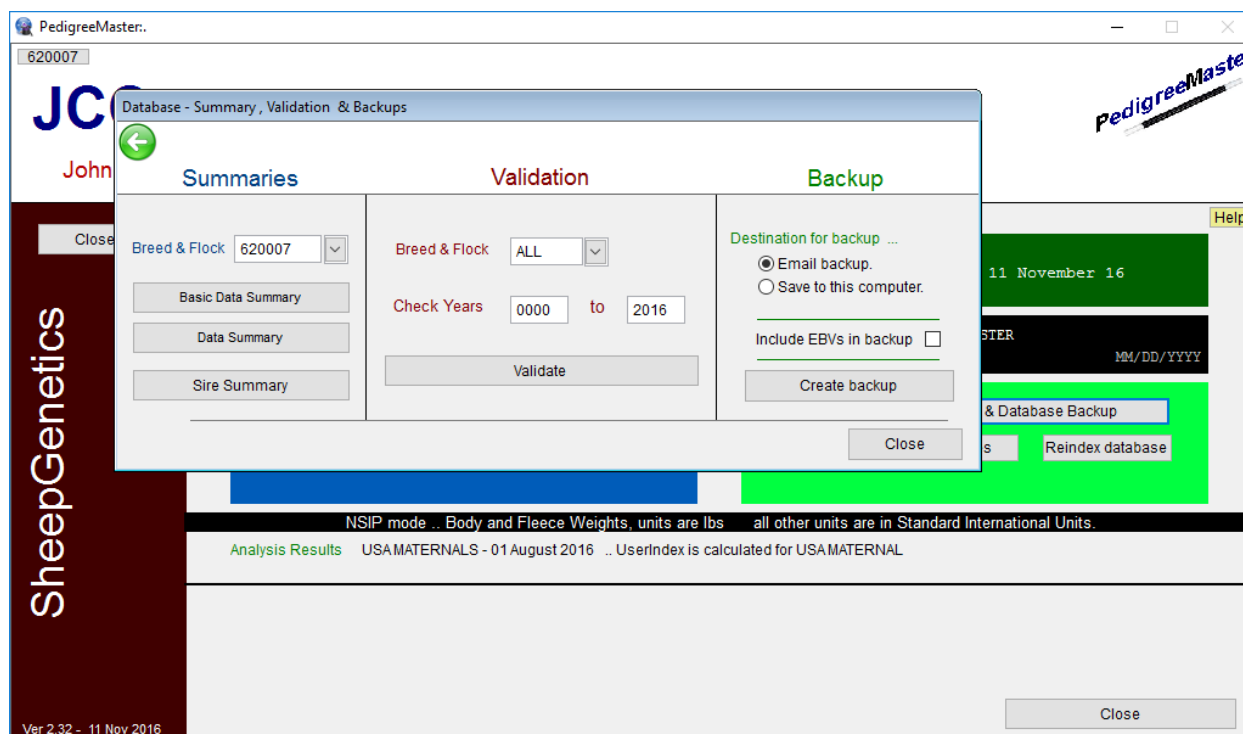 PedigreeMaster:.
620007
JC
John
PedigreeMaste
Database - Summary , Validation & Backups
Summaries
Validation
Backup
Help
Close
Breed & Flock 620007
Basic Data Summary
Data Summary
Sire Summary
Breed & Flock ALL
Check Years 0000 to 2016
Validate
Destination for backup ...
Email backup.
Save to this computer.
Include EBVs in backup
Create backup
Close
11 November 16
STER
MM/DD/YYYY
& Database Backup
s Reindex database
NSIP mode .. Body and Fleece Weights, units are lbs all other units are in Standard International Units.
Analysis Results USA MATERNALS - 01 August 2016 .. UserIndex is calculated for USA MATERNAL
SheepGenetics
Close
Ver 2.32 - 11 Nov 2016